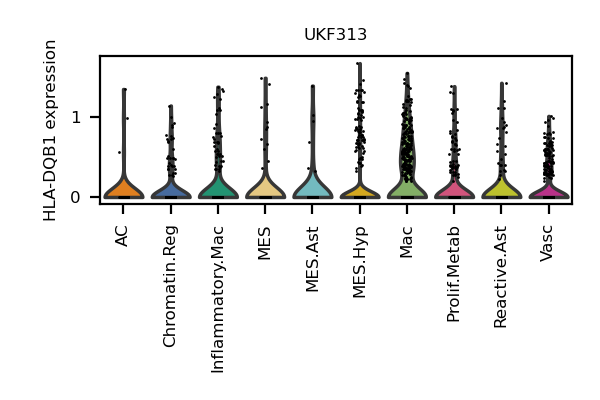 UKF313
HLA-DQB1 expression
1
0
AC
Chromatin.Reg
Inflammatory.Mac
MES
MES.Ast
MES.Hyp
Mac
Prolif.Metab
Reactive.Ast
Vasc